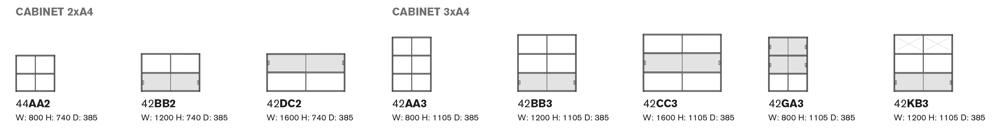 CABINET 2xA4
CABINET 3xA4
44AA2
W: 800 H: 740 D: 385
42BB2
W: 1200 H: 740 D: 385
42DC2
W: 1600 H: 740 D: 385
42AA3
W: 800 H: 1105 D: 385
42BB3
W: 1200 H: 1105 D: 385
42CC3
W: 1600 H: 1105 D: 385
42GA3
W: 800 H: 1105 D: 385
42KB3
W: 1200 H: 1105 D: 385